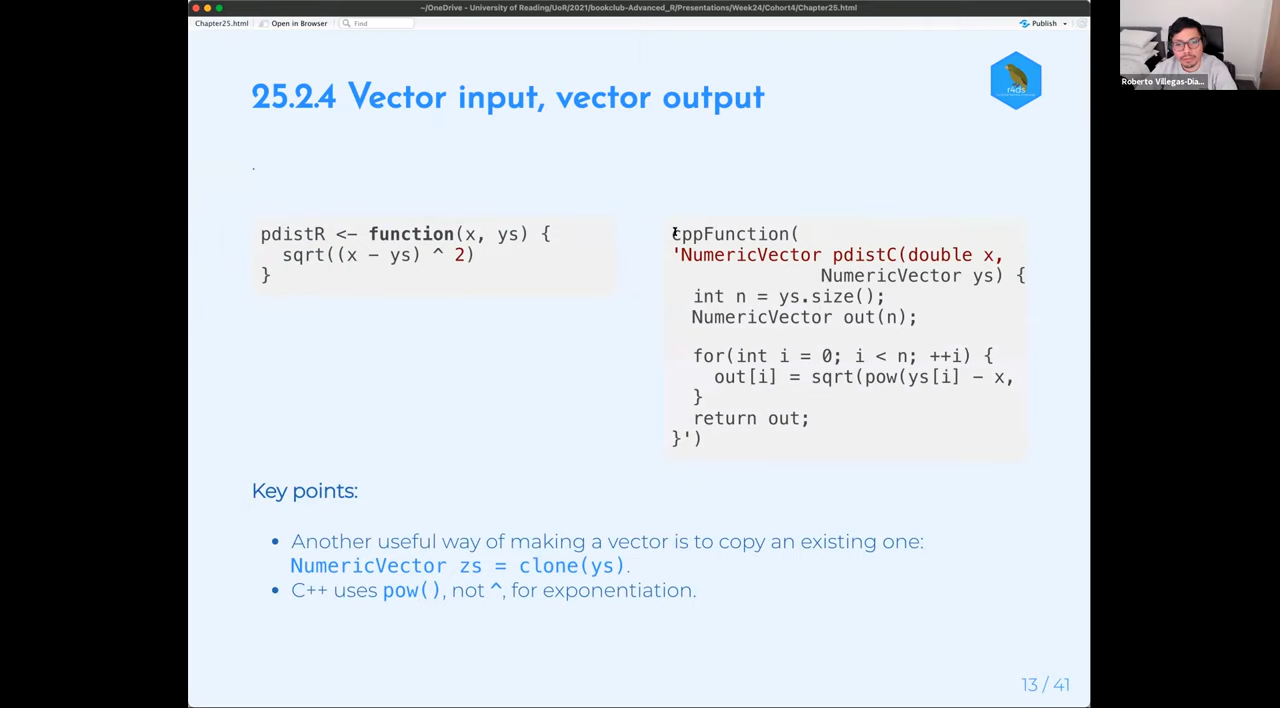 ~/OneDrive - University of Reading/UoR/2021/bookclub-Advanced_R/Presentations/Week24/Cohort4/Chapter25.html
Chapter25.html
Open in Browser
Find
Publish
Roberto Villegas-Dia...
25.2.4 Vector input, vector output
r4ds
.
pdistR <- function(x, ys) {
sqrt((x - ys) ^ 2)
}
cppFunction(
'NumericVector pdistC(double x,
NumericVector ys) {
int n = ys.size();
NumericVector out(n);
for(int i = 0; i < n; ++i) {
out[i] = sqrt(pow(ys[i] - x,
}
return out;
}')
Key points:
• Another useful way of making a vector is to copy an existing one:
NumericVector zs = clone(ys).
• C++ uses pow(), not ^, for exponentiation.
13 / 41